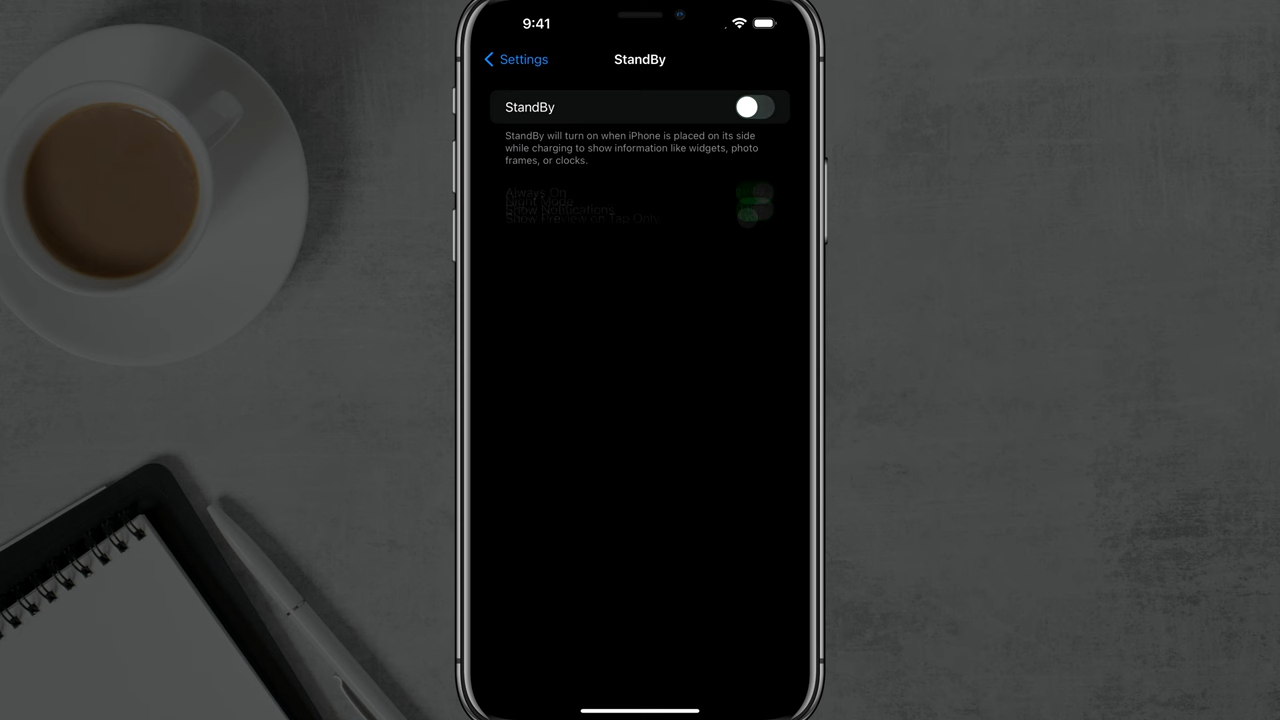 9:41
Settings
StandBy
StandBy
StandBy will turn on when iPhone is placed on its side
while charging to show information like widgets, photo
frames, or clocks.
Always On
Night Mode
Show Notifications
Show Preview on Tap Only